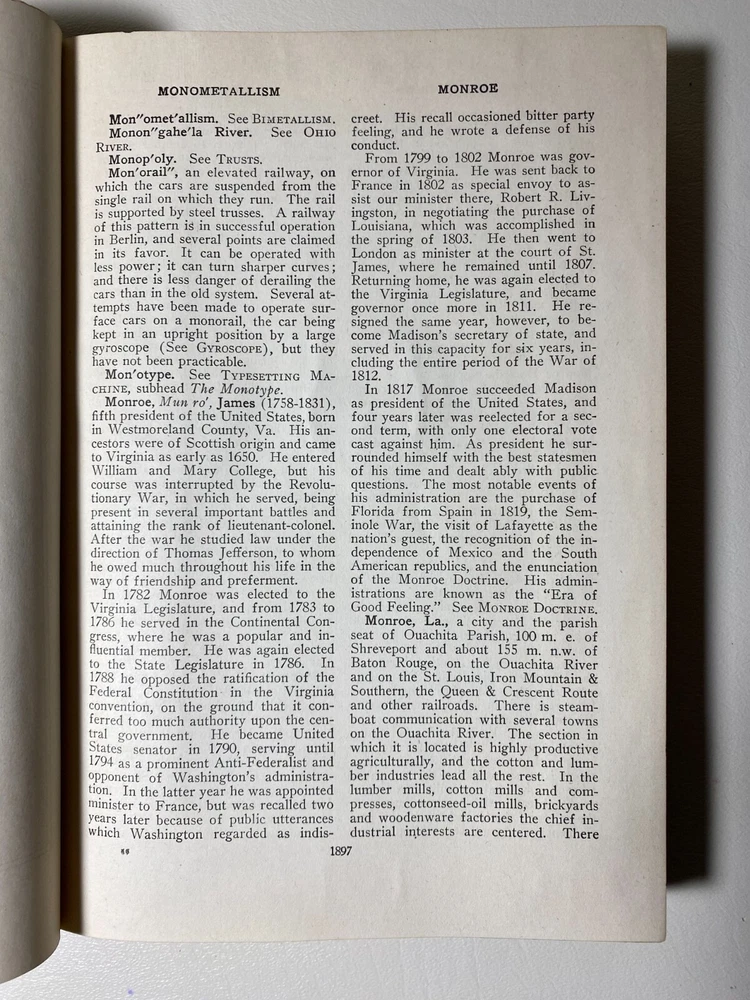 MONOMETALLISM
MONROE
Mon″omet′allism. See BIMETALLISM.
Monon″gahe′la River. See OHIO
RIVER.
Monop′oly. See TRUSTS.
Mon′orail″, an elevated railway, on
which the cars are suspended from the
single rail on which they run. The rail
is supported by steel trusses. A railway
of this pattern is in successful operation
in Berlin, and several points are claimed
in its favor. It can be operated with
less power; it can turn sharper curves;
and there is less danger of derailing the
cars than in the old system. Several at-
tempts have been made to operate sur-
face cars on a monorail, the car being
kept in an upright position by a large
gyroscope (See GYROSCOPE), but they
have not been practicable.
Mon′otype. See TYPESETTING MA-
CHINE, subhead The Monotype.
Monroe, Mun ro′, James (1758-1831),
fifth president of the United States, born
in Westmoreland County, Va. His an-
cestors were of Scottish origin and came
to Virginia as early as 1650. He entered
William and Mary College, but his
course was interrupted by the Revolu-
tionary War, in which he served, being
present in several important battles and
attaining the rank of lieutenant-colonel.
After the war he studied law under the
direction of Thomas Jefferson, to whom
he owed much throughout his life in the
way of friendship and preferment.
In 1782 Monroe was elected to the
Virginia Legislature, and from 1783 to
1786 he served in the Continental Con-
gress, where he was a popular and in-
fluential member. He was again elected
to the State Legislature in 1786. In
1788 he opposed the ratification of the
Federal Constitution in the Virginia
convention, on the ground that it con-
ferred too much authority upon the cen-
tral government. He became United
States senator in 1790, serving until
1794 as a prominent Anti-Federalist and
opponent of Washington's administra-
tion. In the latter year he was appointed
minister to France, but was recalled two
years later because of public utterances
which Washington regarded as indis-
creet. His recall occasioned bitter party
feeling, and he wrote a defense of his
conduct.
From 1799 to 1802 Monroe was gov-
ernor of Virginia. He was sent back to
France in 1802 as special envoy to as-
sist our minister there, Robert R. Liv-
ingston, in negotiating the purchase of
Louisiana, which was accomplished in
the spring of 1803. He then went to
London as minister at the court of St.
James, where he remained until 1807.
Returning home, he was again elected to
the Virginia Legislature, and became
governor once more in 1811. He re-
signed the same year, however, to be-
come Madison's secretary of state, and
served in this capacity for six years, in-
cluding the entire period of the War of
1812.
In 1817 Monroe succeeded Madison
as president of the United States, and
four years later was reelected for a sec-
ond term, with only one electoral vote
cast against him. As president he sur-
rounded himself with the best statesmen
of his time and dealt ably with public
questions. The most notable events of
his administration are the purchase of
Florida from Spain in 1819, the Sem-
inole War, the visit of Lafayette as the
nation's guest, the recognition of the in-
dependence of Mexico and the South
American republics, and the enunciation
of the Monroe Doctrine. His admin-
istrations are known as the “Era of
Good Feeling.” See MONROE DOCTRINE.
Monroe, La., a city and the parish
seat of Ouachita Parish, 100 m. e. of
Shreveport and about 155 m. n.w. of
Baton Rouge, on the Ouachita River
and on the St. Louis, Iron Mountain &
Southern, the Queen & Crescent Route
and other railroads. There is steam-
boat communication with several towns
on the Ouachita River. The section in
which it is located is highly productive
agriculturally, and the cotton and lum-
ber industries lead all the rest. In the
lumber mills, cotton mills and com-
presses, cottonseed-oil mills, brickyards
and woodenware factories the chief in-
dustrial interests are centered. There
1897